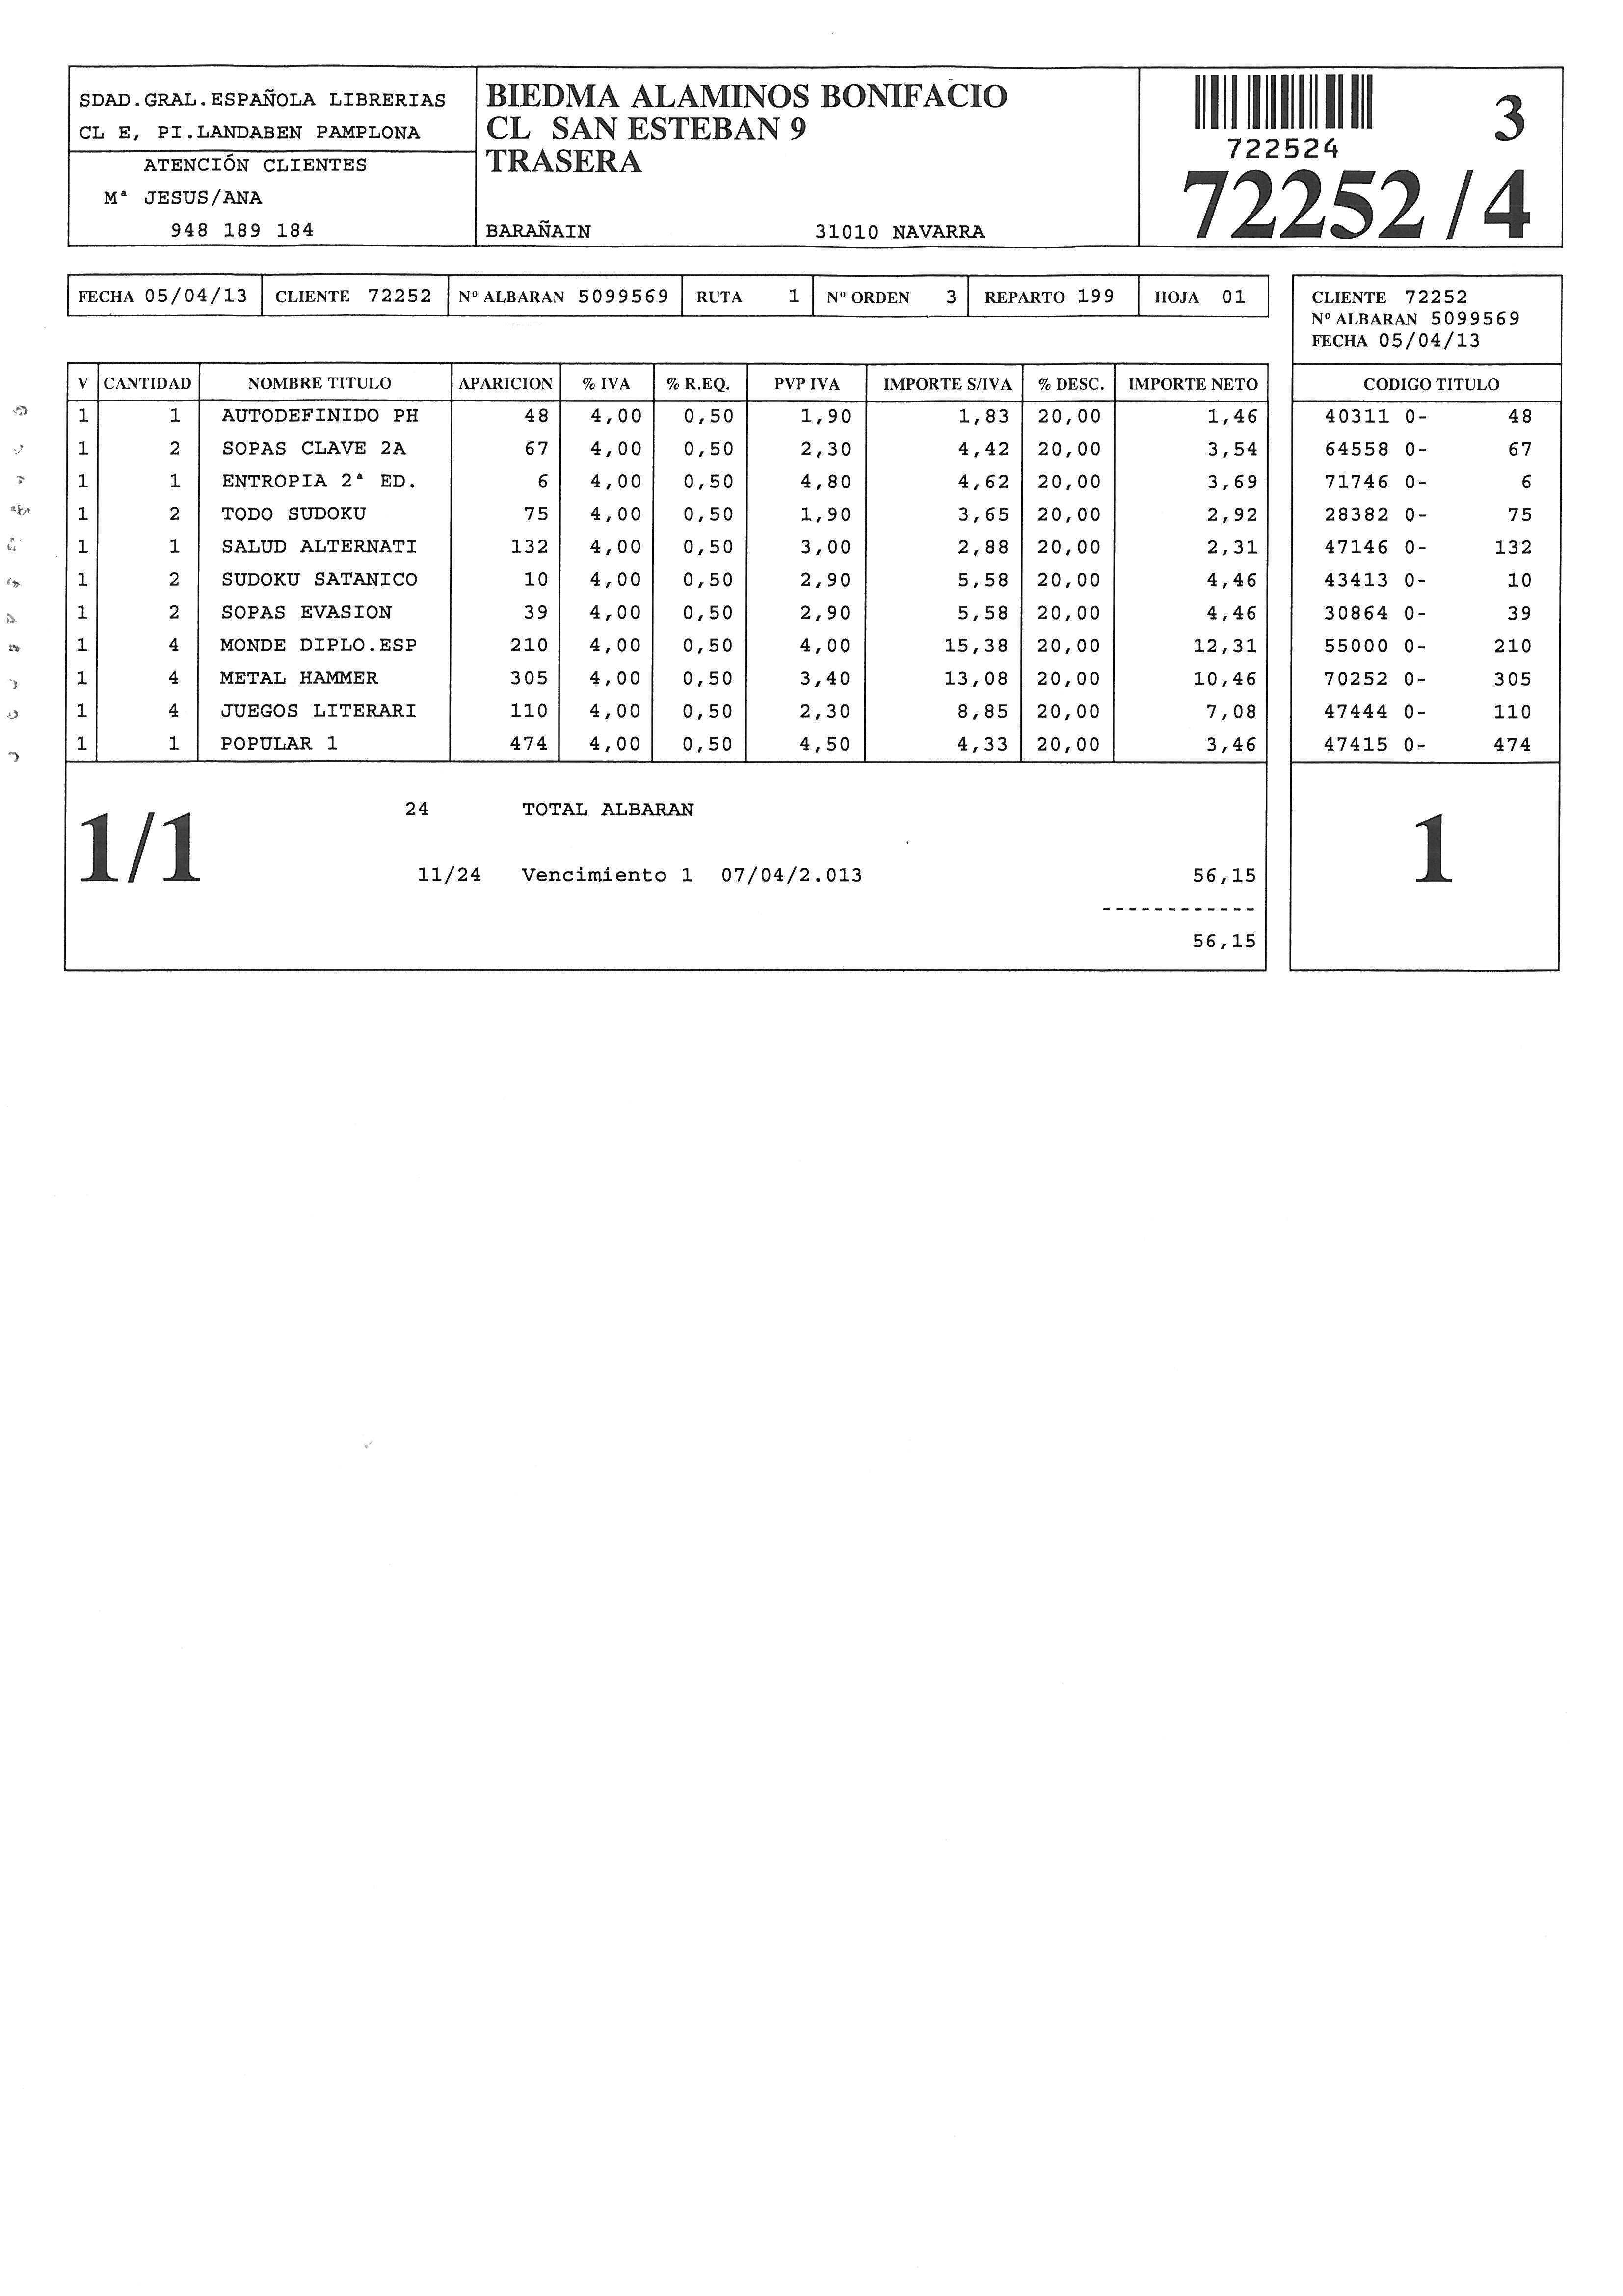 SDAD.GRAL.ESPAÑOLA LIBRERIAS
CL E, PI.LANDABEN PAMPLONA
ATENCIÓN CLIENTES
Mª JESUS/ANA
948 189 184
BIEDMA ALAMINOS BONIFACIO
CL SAN ESTEBAN 9
TRASERA
BARAÑAIN 31010 NAVARRA
3
722524
72252/4
FECHA 05/04/13 CLIENTE 72252 Nº ALBARAN 5099569 RUTA 1 Nº ORDEN 3 REPARTO 199 HOJA 01
CLIENTE 72252
Nº ALBARAN 5099569
FECHA 05/04/13
V CANTIDAD NOMBRE TITULO APARICION % IVA % R.EQ. PVP IVA IMPORTE S/IVA % DESC. IMPORTE NETO CODIGO TITULO
1 1 AUTODEFINIDO PH 48 4,00 0,50 1,90 1,83 20,00 1,46 40311 0- 48
1 2 SOPAS CLAVE 2A 67 4,00 0,50 2,30 4,42 20,00 3,54 64558 0- 67
1 1 ENTROPIA 2ª ED. 6 4,00 0,50 4,80 4,62 20,00 3,69 71746 0- 6
1 2 TODO SUDOKU 75 4,00 0,50 1,90 3,65 20,00 2,92 28382 0- 75
1 1 SALUD ALTERNATI 132 4,00 0,50 3,00 2,88 20,00 2,31 47146 0- 132
1 2 SUDOKU SATANICO 10 4,00 0,50 2,90 5,58 20,00 4,46 43413 0- 10
1 2 SOPAS EVASION 39 4,00 0,50 2,90 5,58 20,00 4,46 30864 0- 39
1 4 MONDE DIPLO.ESP 210 4,00 0,50 4,00 15,38 20,00 12,31 55000 0- 210
1 4 METAL HAMMER 305 4,00 0,50 3,40 13,08 20,00 10,46 70252 0- 305
1 4 JUEGOS LITERARI 110 4,00 0,50 2,30 8,85 20,00 7,08 47444 0- 110
1 1 POPULAR 1 474 4,00 0,50 4,50 4,33 20,00 3,46 47415 0- 474
24 TOTAL ALBARAN
1/1
11/24 Vencimiento 1 07/04/2.013 56,15
------------
56,15
1